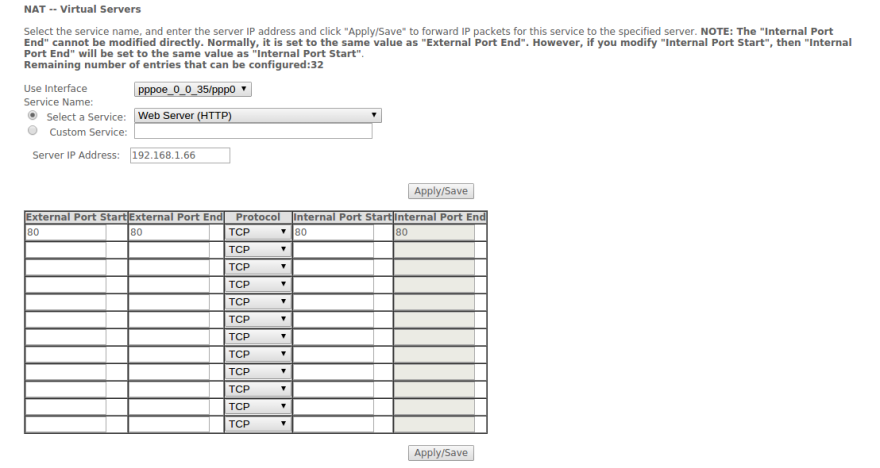 NAT -- Virtual Servers
Select the service name, and enter the server IP address and click "Apply/Save" to forward IP packets for this service to the specified server. NOTE: The "Internal Port
End" cannot be modified directly. Normally, it is set to the same value as "External Port End". However, if you modify "Internal Port Start", then "Internal
Port End" will be set to the same value as "Internal Port Start".
Remaining number of entries that can be configured:32
Use Interface pppoe_0_0_35/ppp0
Service Name:
Select a Service: Web Server (HTTP)
Custom Service:
Server IP Address: 192.168.1.66
Apply/Save
External Port Start External Port End Protocol Internal Port Start Internal Port End
80 80 TCP 80 80
TCP
TCP
TCP
TCP
TCP
TCP
TCP
TCP
TCP
TCP
TCP
Apply/Save